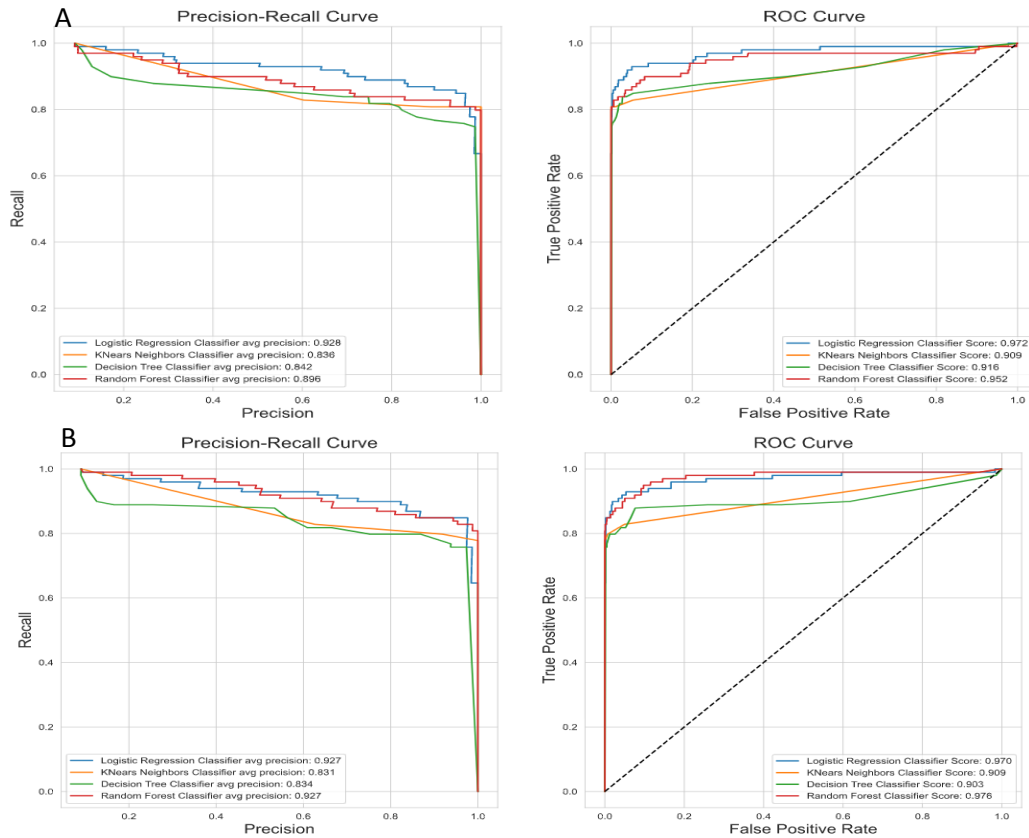 A
Precision-Recall Curve
1.0
0.8
0.6
0.4
0.2
0.0
Recall
Logistic Regression Classifier avg precision: 0.928
KNears Neighbors Classifier avg precision: 0.836
Decision Tree Classifier avg precision: 0.842
Random Forest Classifier avg precision: 0.896
0.2 0.4 0.6 0.8 1.0
Precision
ROC Curve
1.0
0.8
0.6
0.4
0.2
0.0
True Positive Rate
Logistic Regression Classifier Score: 0.972
KNears Neighbors Classifier Score: 0.909
Decision Tree Classifier Score: 0.916
Random Forest Classifier Score: 0.952
0.0 0.2 0.4 0.6 0.8 1.0
False Positive Rate
B
Precision-Recall Curve
1.0
0.8
0.6
0.4
0.2
0.0
Recall
Logistic Regression Classifier avg precision: 0.927
KNears Neighbors Classifier avg precision: 0.831
Decision Tree Classifier avg precision: 0.834
Random Forest Classifier avg precision: 0.927
0.2 0.4 0.6 0.8 1.0
Precision
ROC Curve
1.0
0.8
0.6
0.4
0.2
0.0
True Positive Rate
Logistic Regression Classifier Score: 0.970
KNears Neighbors Classifier Score: 0.909
Decision Tree Classifier Score: 0.903
Random Forest Classifier Score: 0.976
0.0 0.2 0.4 0.6 0.8 1.0
False Positive Rate